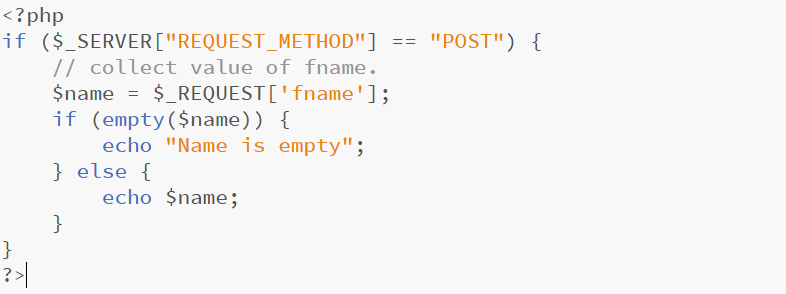 <?php
if ($_SERVER["REQUEST_METHOD"] == "POST") {
    // collect value of fname.
    $name = $_REQUEST['fname'];
    if (empty($name)) {
        echo "Name is empty";
    } else {
        echo $name;
    }
}
?>